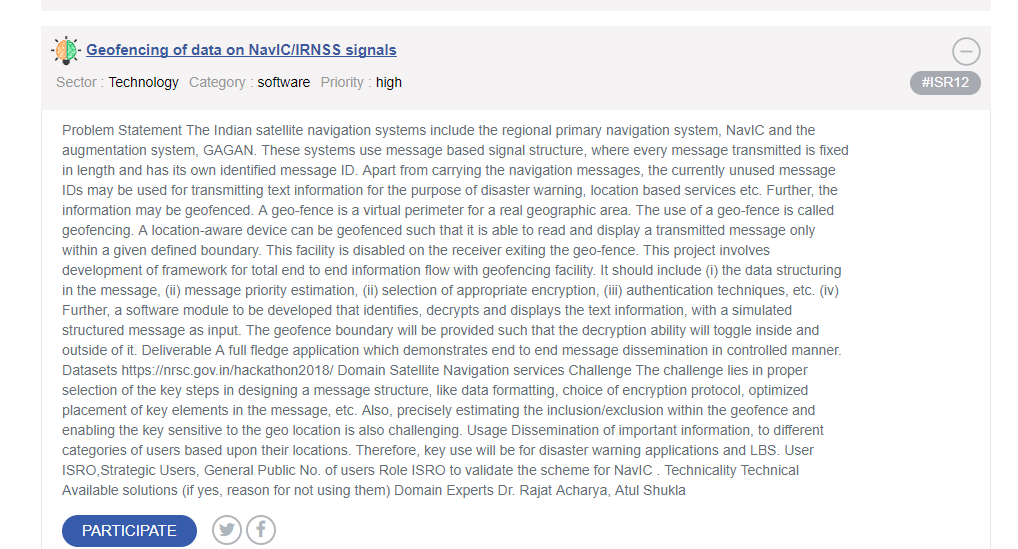 Geofencing of data on NavIC/IRNSS signals
Sector : Technology Category : software Priority : high
#ISR12
Problem Statement The Indian satellite navigation systems include the regional primary navigation system, NavIC and the
augmentation system, GAGAN. These systems use message based signal structure, where every message transmitted is fixed
in length and has its own identified message ID. Apart from carrying the navigation messages, the currently unused message
IDs may be used for transmitting text information for the purpose of disaster warning, location based services etc. Further, the
information may be geofenced. A geo-fence is a virtual perimeter for a real geographic area. The use of a geo-fence is called
geofencing. A location-aware device can be geofenced such that it is able to read and display a transmitted message only
within a given defined boundary. This facility is disabled on the receiver exiting the geo-fence. This project involves
development of framework for total end to end information flow with geofencing facility. It should include (i) the data structuring
in the message, (ii) message priority estimation, (ii) selection of appropriate encryption, (iii) authentication techniques, etc. (iv)
Further, a software module to be developed that identifies, decrypts and displays the text information, with a simulated
structured message as input. The geofence boundary will be provided such that the decryption ability will toggle inside and
outside of it. Deliverable A full fledge application which demonstrates end to end message dissemination in controlled manner.
Datasets https://nrsc.gov.in/hackathon2018/ Domain Satellite Navigation services Challenge The challenge lies in proper
selection of the key steps in designing a message structure, like data formatting, choice of encryption protocol, optimized
placement of key elements in the message, etc. Also, precisely estimating the inclusion/exclusion within the geofence and
enabling the key sensitive to the geo location is also challenging. Usage Dissemination of important information, to different
categories of users based upon their locations. Therefore, key use will be for disaster warning applications and LBS. User
ISRO,Strategic Users, General Public No. of users Role ISRO to validate the scheme for NavIC . Technicality Technical
Available solutions (if yes, reason for not using them) Domain Experts Dr. Rajat Acharya, Atul Shukla
PARTICIPATE